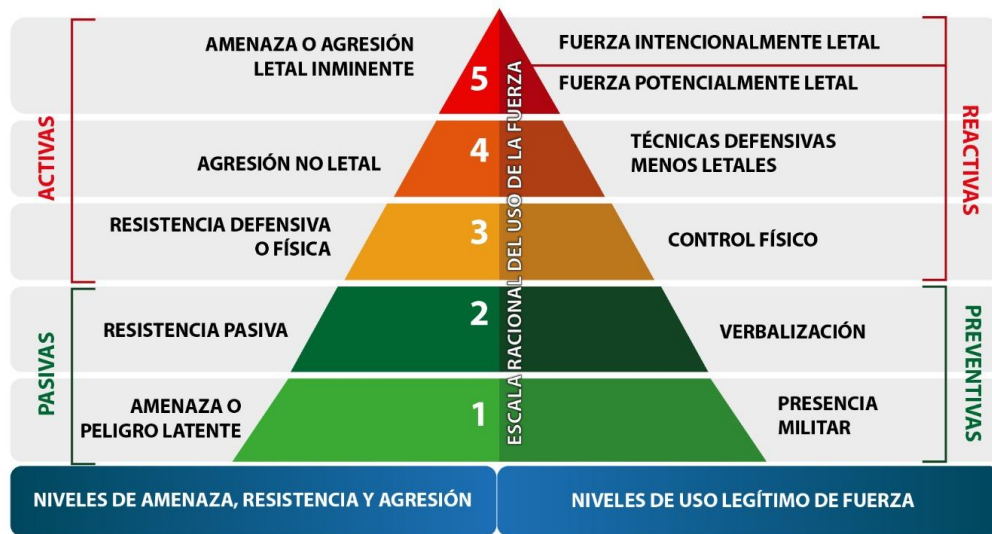 AMENAZA O AGRESIÓN
LETAL INMINENTE
5
FUERZA INTENCIONALMENTE LETAL
FUERZA POTENCIALMENTE LETAL
AGRESIÓN NO LETAL
4
TÉCNICAS DEFENSIVAS
MENOS LETALES
RESISTENCIA DEFENSIVA
O FÍSICA
3
CONTROL FÍSICO
RESISTENCIA PASIVA
2
VERBALIZACIÓN
AMENAZA O
PELIGRO LATENTE
1
PRESENCIA
MILITAR
ACTIVAS
PASIVAS
ESCALA RACIONAL DEL USO DE LA FUERZA
REACTIVAS
PREVENTIVAS
NIVELES DE AMENAZA, RESISTENCIA Y AGRESIÓN
NIVELES DE USO LEGÍTIMO DE FUERZA